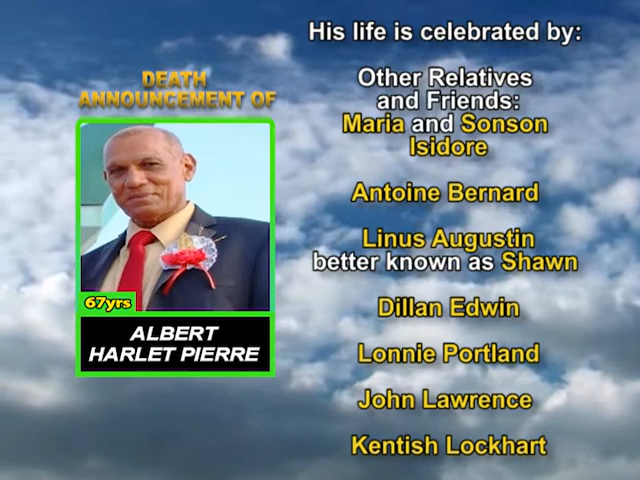 DEATH
ANNOUNCEMENT OF
67yrs
ALBERT
HARLET PIERRE
His life is celebrated by:
Other Relatives
and Friends:
Maria and Sonson
Isidore
Antoine Bernard
Linus Augustin
better known as Shawn
Dillan Edwin
Lonnie Portland
John Lawrence
Kentish Lockhart